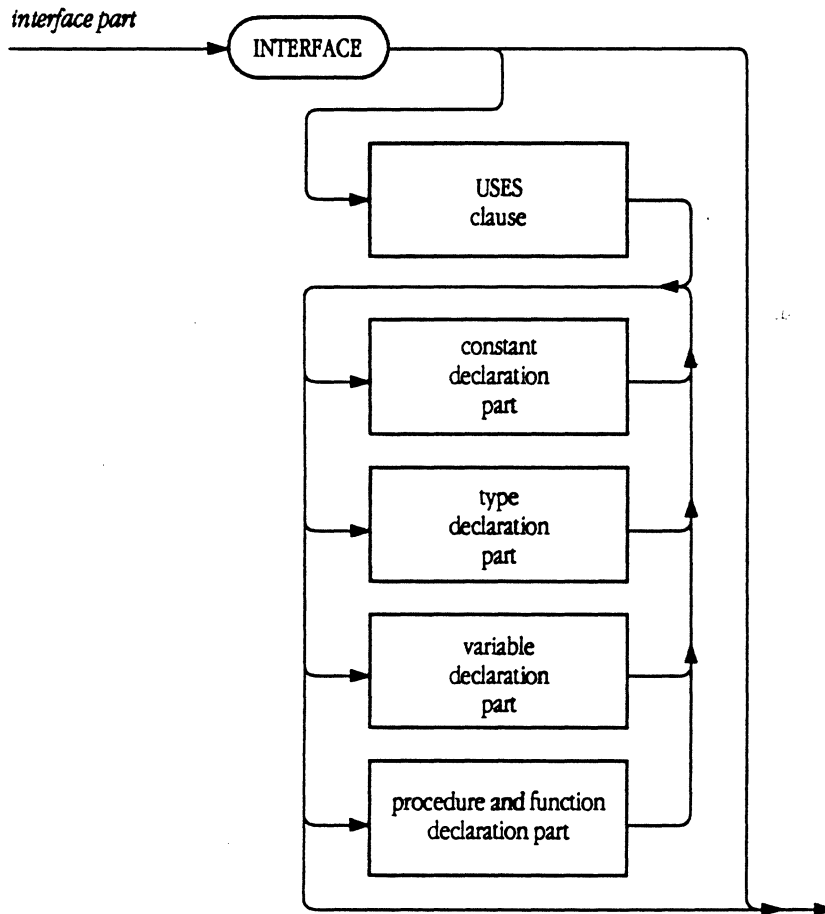 interface part
INTERFACE
USES
clause
constant
declaration
part
type
declaration
part
variable
declaration
part
procedure and function
declaration part